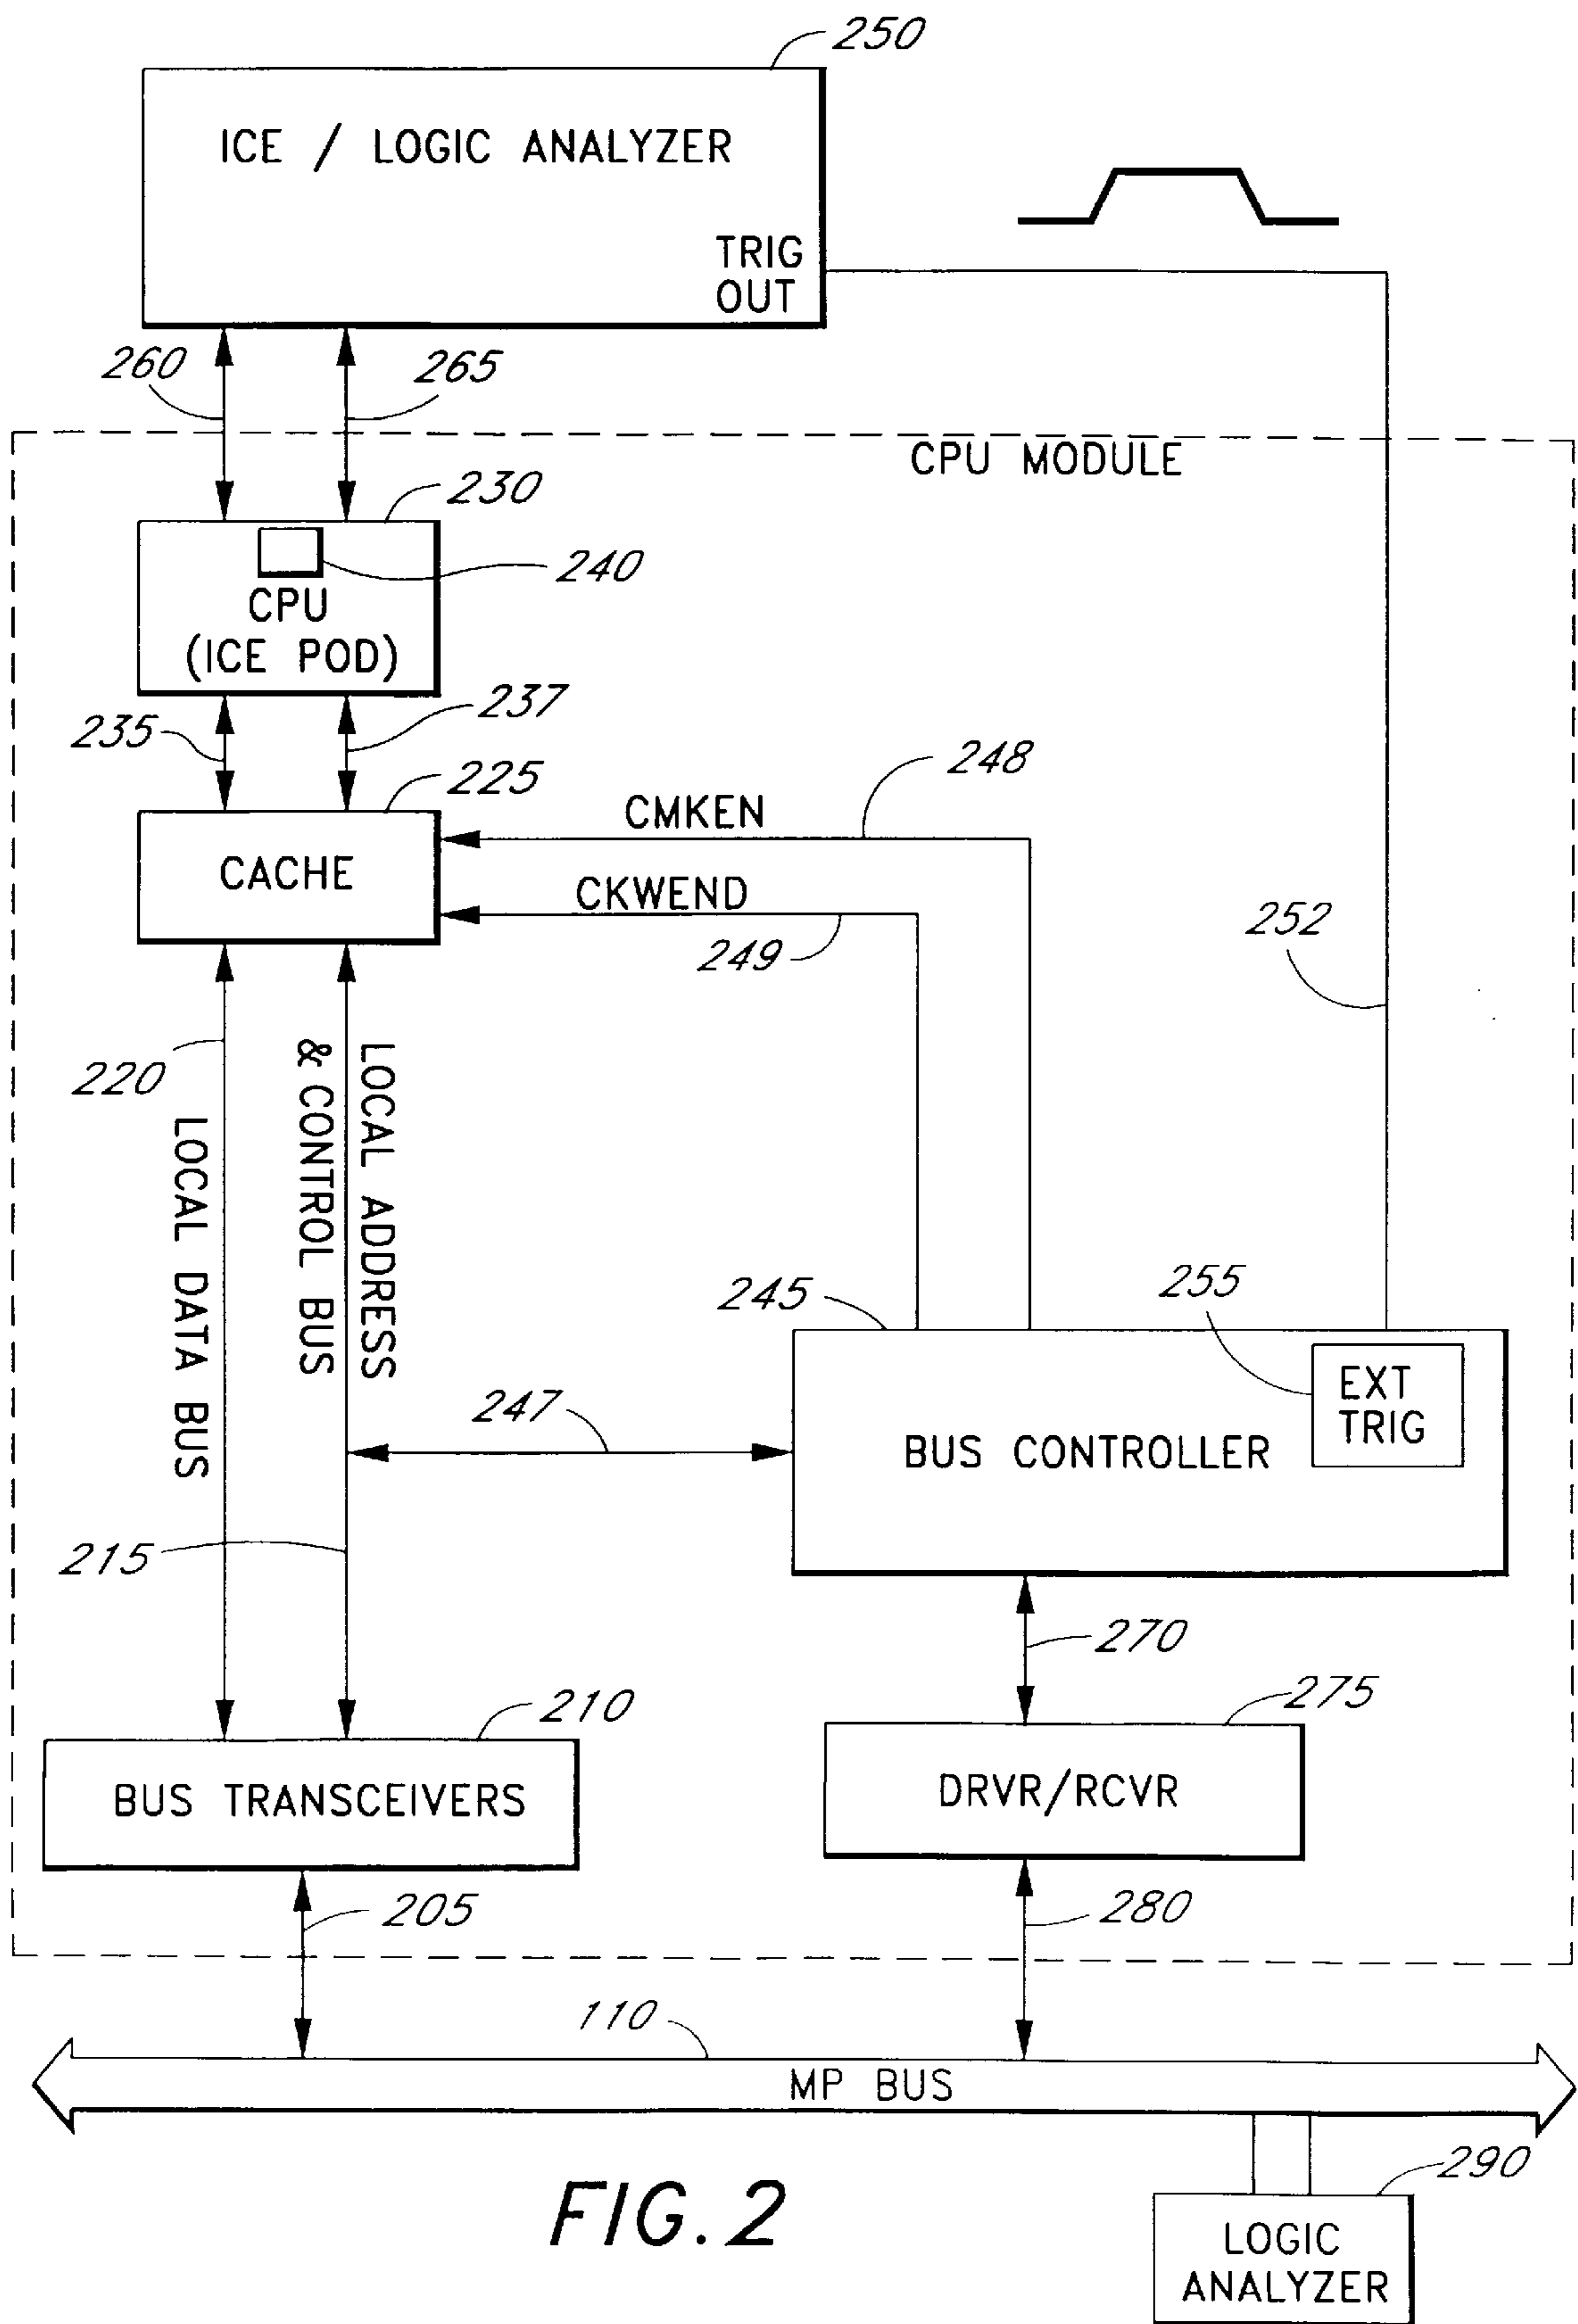 250
ICE / LOGIC ANALYZER
TRIG
OUT
260
265
CPU MODULE
230
240
CPU
(ICE POD)
235
237
225
248
CMKEN
CACHE
CKWEND
249
252
220
LOCAL ADDRESS
& CONTROL BUS
LOCAL DATA BUS
245
255
EXT
TRIG
247
BUS CONTROLLER
215
270
210
275
BUS TRANSCEIVERS
DRVR/RCVR
205
280
110
MP BUS
290
FIG. 2
LOGIC
ANALYZER